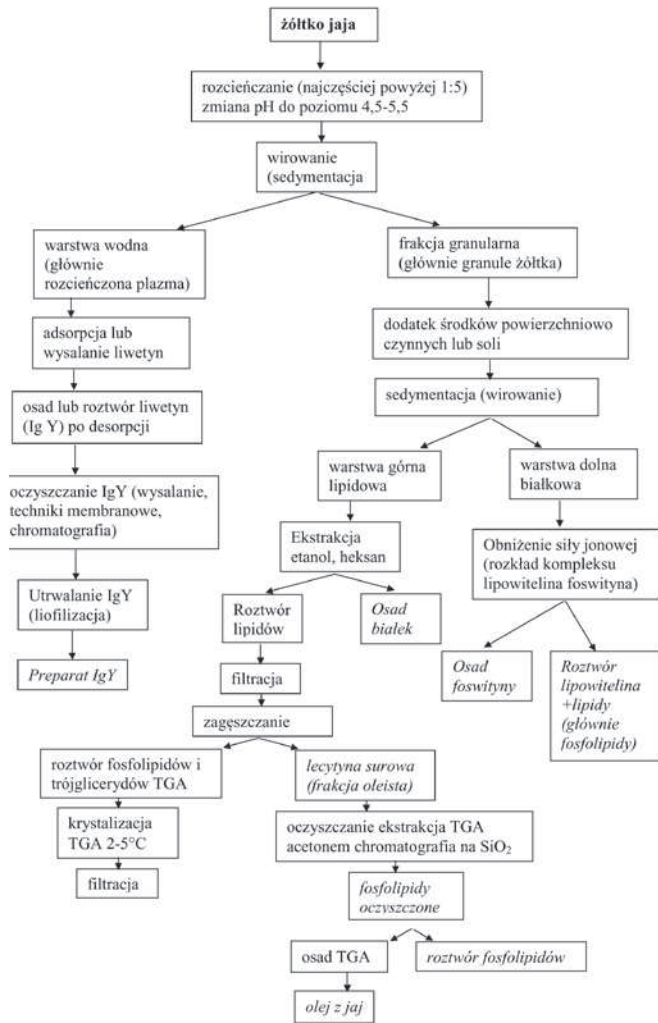 żółtko jaja
rozcieńczanie (najczęściej powyżej 1:5)
zmiana pH do poziomu 4,5-5,5
wirowanie
(sedymentacja
warstwa wodna
(głównie
rozcieńczona plazma)
frakcja granularna
(głównie granule żółtka)
adsorpcja lub
wysalanie liwetyn
dodatek środków powierzchniowo
czynnych lub soli
osad lub roztwór liwetyn
(Ig Y) po desorpcji
sedymentacja (wirowanie)
oczyszczanie IgY (wysalanie,
techniki membranowe,
chromatografia)
warstwa górna
lipidowa
warstwa dolna
białkowa
Utrwalanie IgY
(liofilizacja)
Ekstrakcja
etanol, heksan
Obniżenie siły jonowej
(rozkład kompleksu
lipowitelina foswityna)
Preparat IgY
Roztwór
lipidów
Osad
białek
Osad
foswityny
Roztwór
lipowitelina
+lipidy
(głównie
fosfolipidy)
filtracja
zagęszczanie
roztwór fosfolipidów i
trójglicerydów TGA
lecytyna surowa
(frakcja oleista)
krystalizacja
TGA 2-5°C
oczyszczanie ekstrakcja TGA
acetonem chromatografia na SiO₂
filtracja
fosfolipidy
oczyszczone
osad TGA
roztwór fosfolipidów
olej z jaj